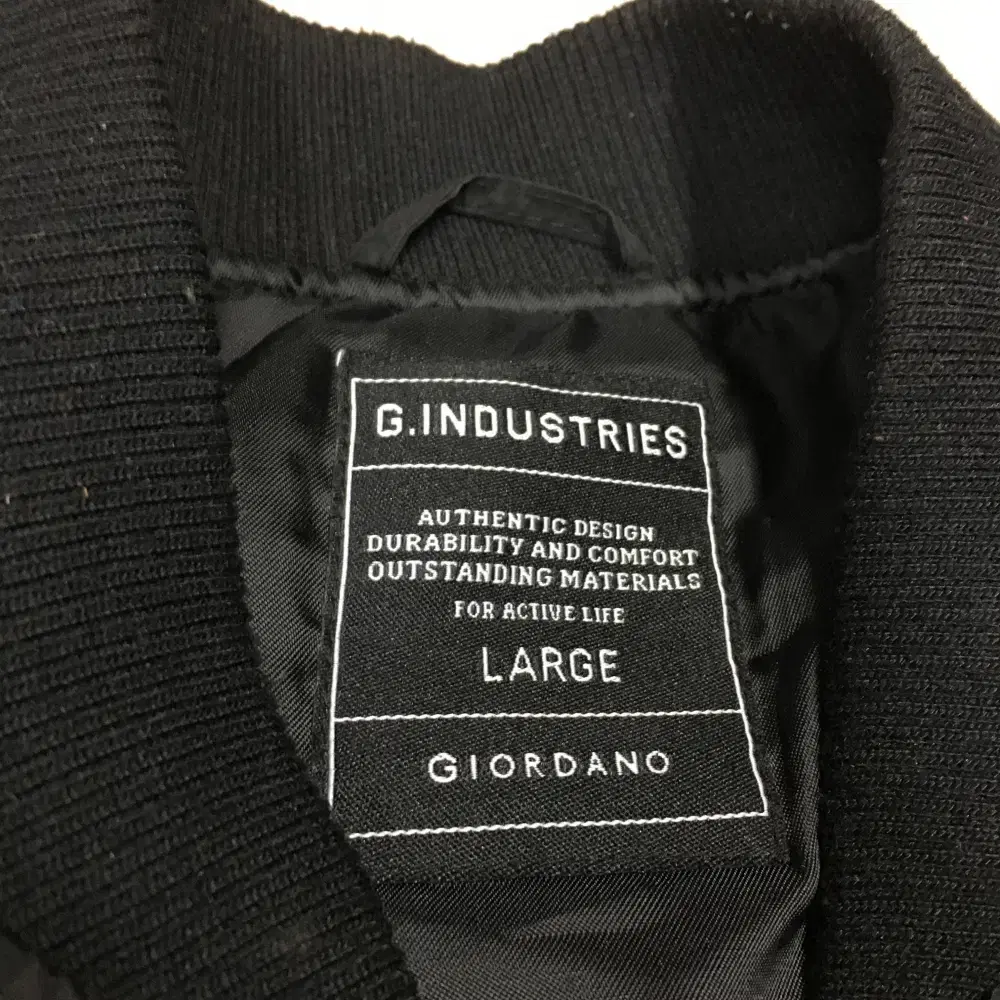 G.INDUSTRIES
AUTHENTIC DESIGN
DURABILITY AND COMFORT
OUTSTANDING MATERIALS
FOR ACTIVE LIFE
LARGE
GIORDANO